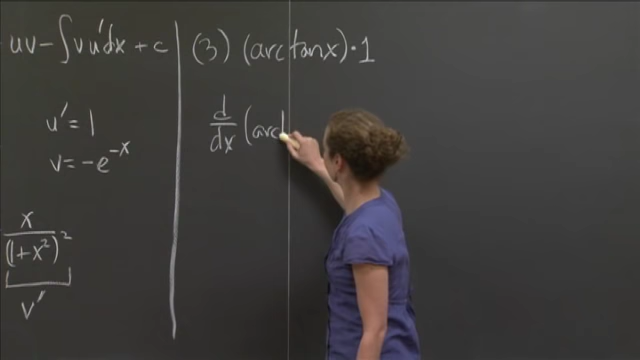 uv - ∫vu'dx + c
u' = 1
v = -e^{-x}
x/(1+x²)²
v'
(3) (arctanx)·1
d/dx (arc